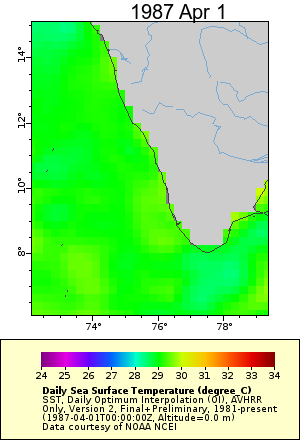 1987 Apr 1
14°
12°
10°
8°
74° 76° 78°
24 25 26 27 28 29 30 31 32 33 34
Daily Sea Surface Temperature (degree_C)
SST, Daily Optimum Interpolation (OI), AVHRR
Only, Version 2, Final+Preliminary, 1981-present
(1987-04-01T00:00:00Z, Altitude=0.0 m)
Data courtesy of NOAA NCEI